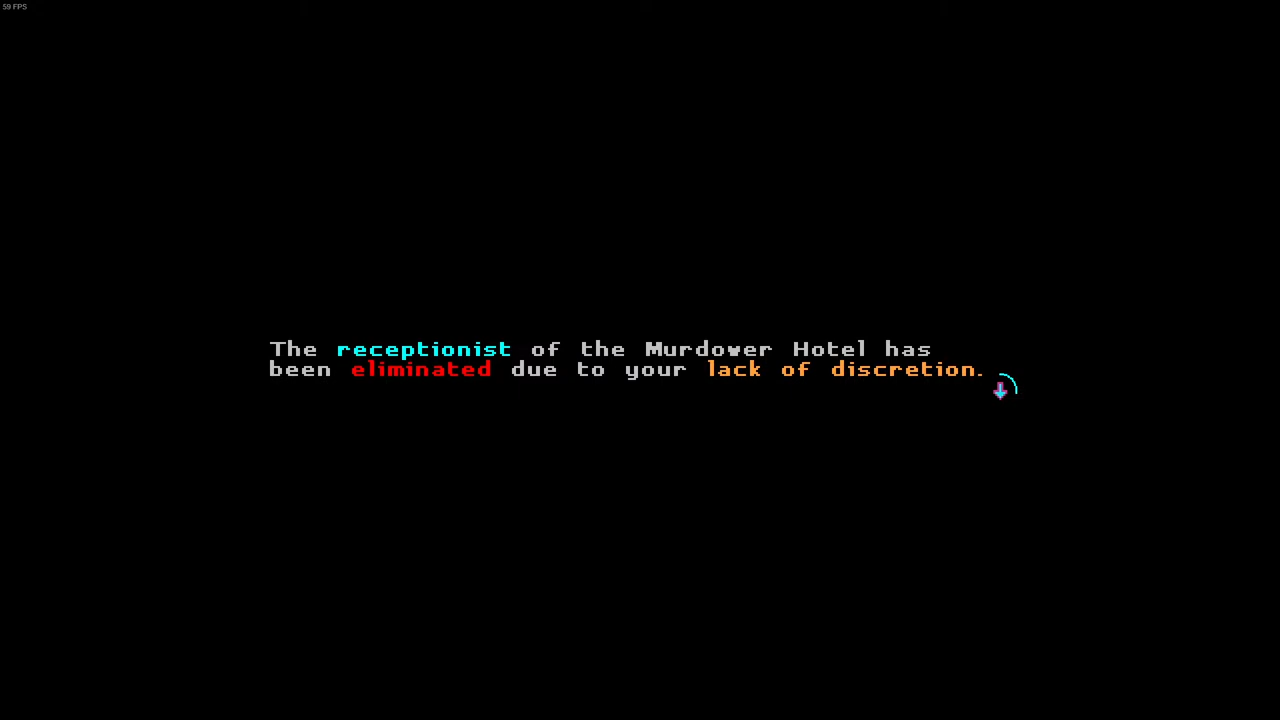 59 FPS
The receptionist of the Murdower Hotel has
been eliminated due to your lack of discretion.